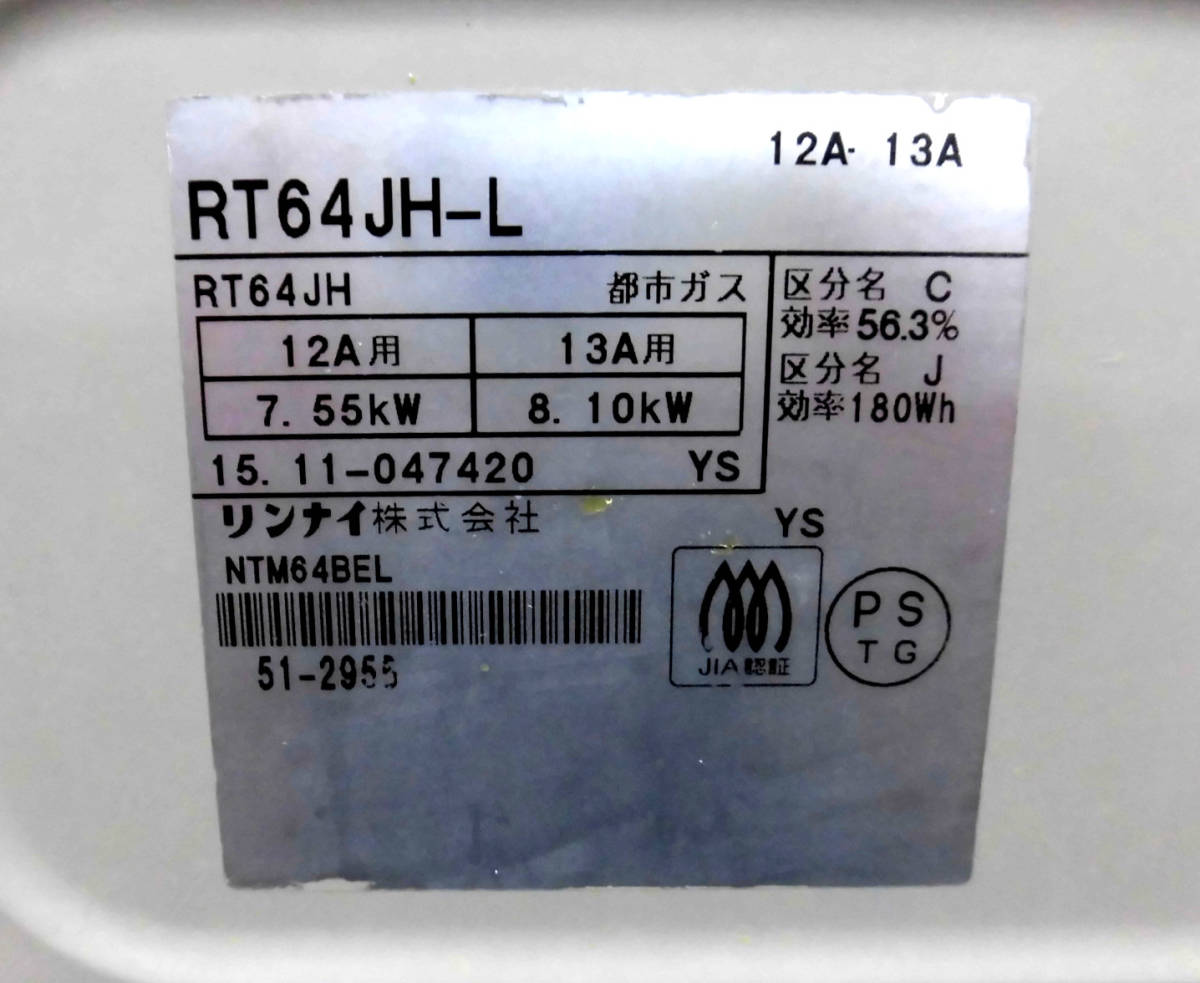 12A・13A
RT64JH-L
RT64JH 都市ガス
12A用 13A用
7.55kW 8.10kW
15.11-047420 YS
区分名 C
効率56.3%
区分名 J
効率180Wh
リンナイ株式会社
NTM64BEL
51-2955
YS
JIA 認証
PS
TG